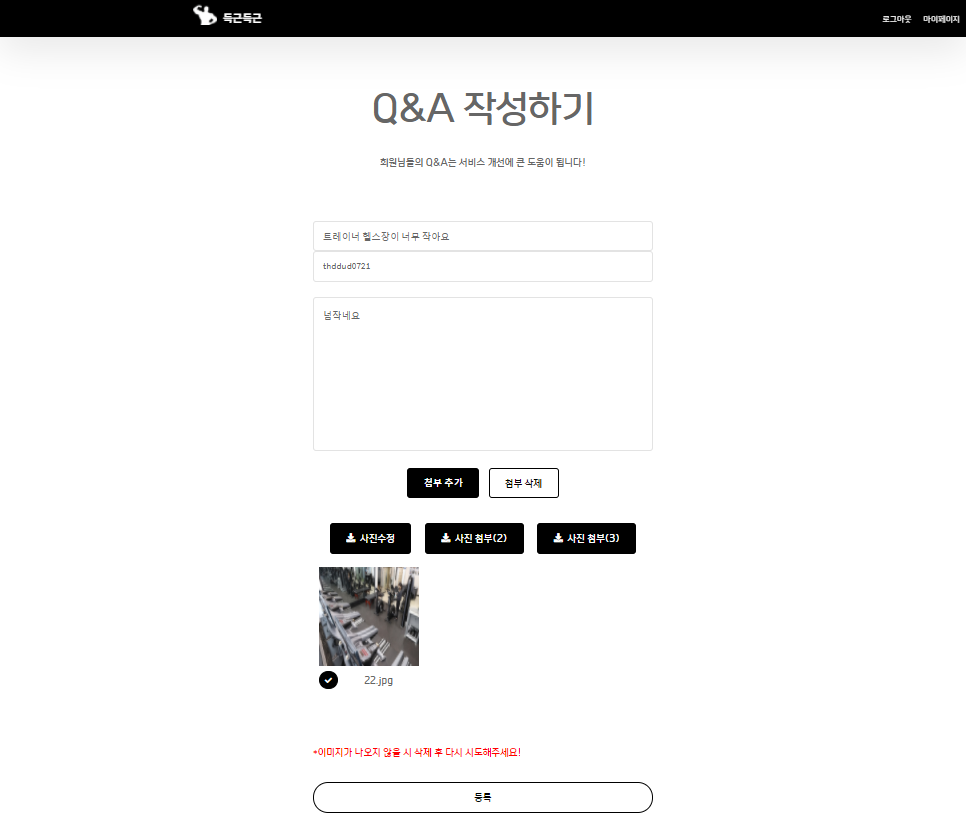 득근득근
로그아웃 마이페이지
Q&A 작성하기
회원님들의 Q&A는 서비스 개선에 큰 도움이 됩니다!
트레이너 헬스장이 너무 작아요
thddud0721
넘작네요
첨부 추가 첨부 삭제
사진수정 사진 첨부(2) 사진 첨부(3)
22.jpg
*이미지가 나오지 않을 시 삭제 후 다시 시도해주세요!
등록